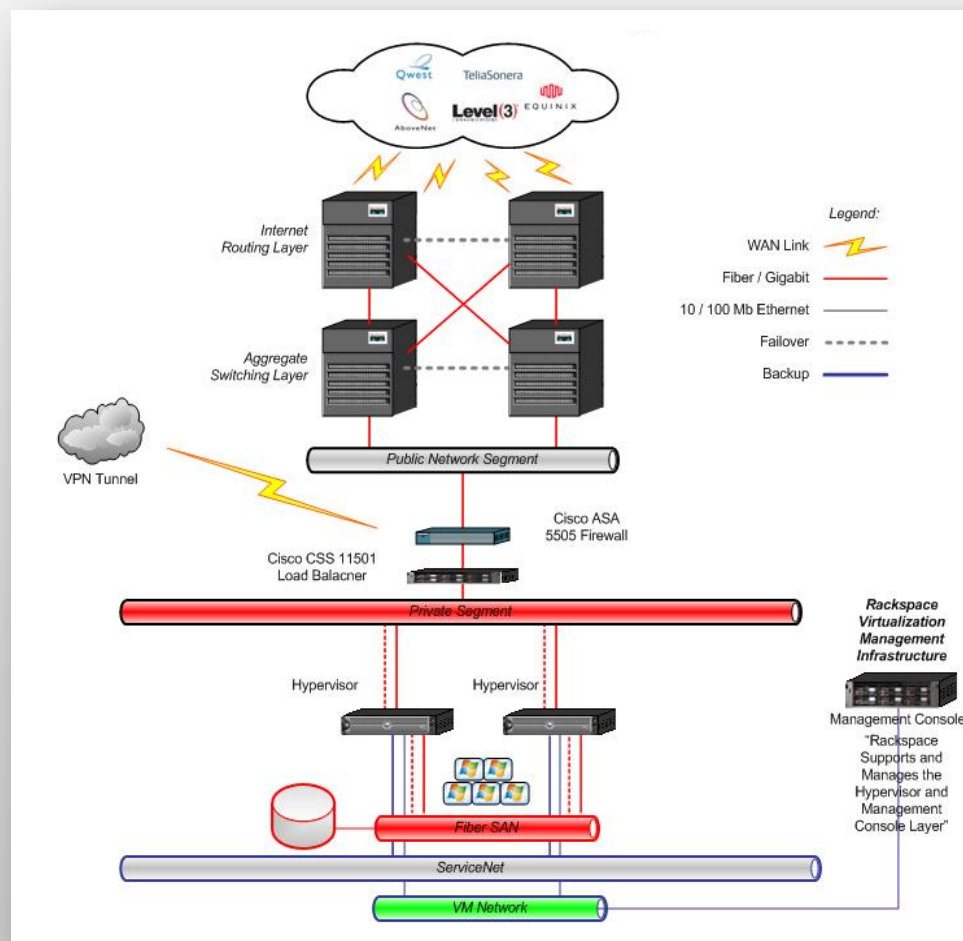 Qwest
TeliaSonera
EQUINIX
AboveNet
Level(3)
Internet
Routing Layer
Legend:
WAN Link
Fiber / Gigabit
10 / 100 Mb Ethernet
Failover
Backup
Aggregate
Switching Layer
VPN Tunnel
Public Network Segment
Cisco ASA
5505 Firewall
Cisco CSS 11501
Load Balacner
Private Segment
Rackspace
Virtualization
Management
Infrastructure
Hypervisor
Hypervisor
Management Console
"Rackspace
Supports and
Manages the
Hypervisor and
Management
Console Layer"
Fiber SAN
ServiceNet
VM Network